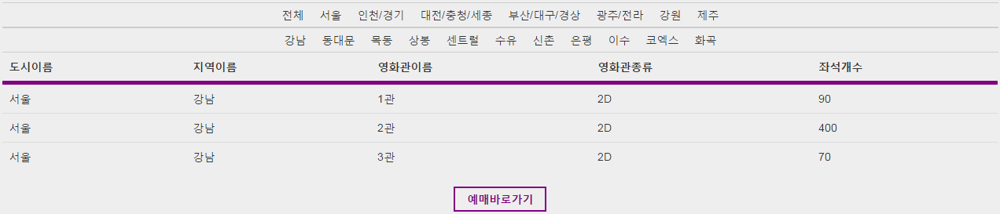 전체 서울 인천/경기 대전/충청/세종 부산/대구/경상 광주/전라 강원 제주
강남 동대문 목동 상봉 센트럴 수유 신촌 은평 이수 코엑스 화곡
도시이름 지역이름 영화관이름 영화관종류 좌석개수
서울 강남 1관 2D 90
서울 강남 2관 2D 400
서울 강남 3관 2D 70
예매바로가기